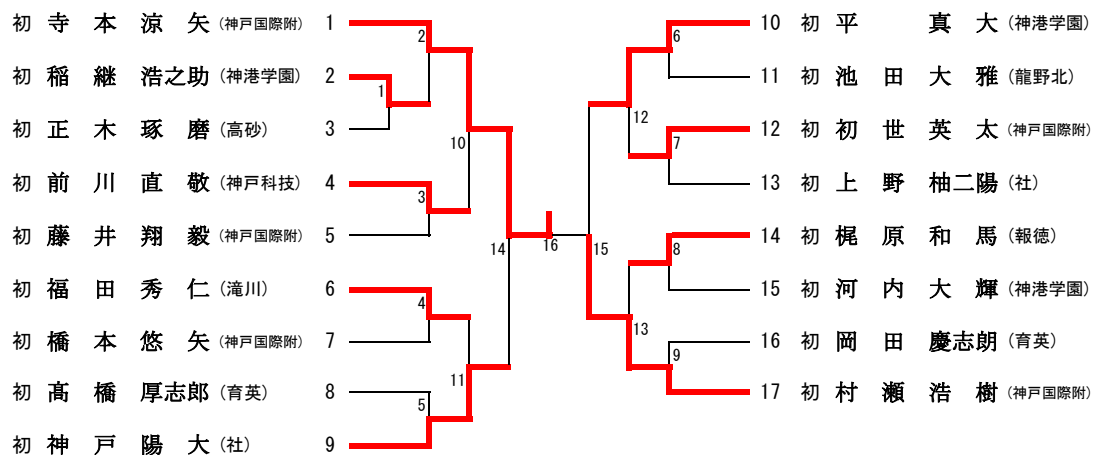 初 寺本涼矢 (神戸国際附) 1
初 稲継浩之助 (神港学園) 2
初 正木琢磨 (高砂) 3
初 前川直敬 (神戸科技) 4
初 藤井翔毅 (神戸国際附) 5
初 福田秀仁 (滝川) 6
初 橋本悠矢 (神戸国際附) 7
初 髙橋厚志郎 (育英) 8
初 神戸陽大 (社) 9
2
1
3
4
5
10
11
14
16
15
12
13
6
7
8
9
10 初 平真大 (神港学園)
11 初 池田大雅 (龍野北)
12 初 初世英太 (神戸国際附)
13 初 上野柚二陽 (社)
14 初 梶原和馬 (報徳)
15 初 河内大輝 (神港学園)
16 初 岡田慶志朗 (育英)
17 初 村瀬浩樹 (神戸国際附)